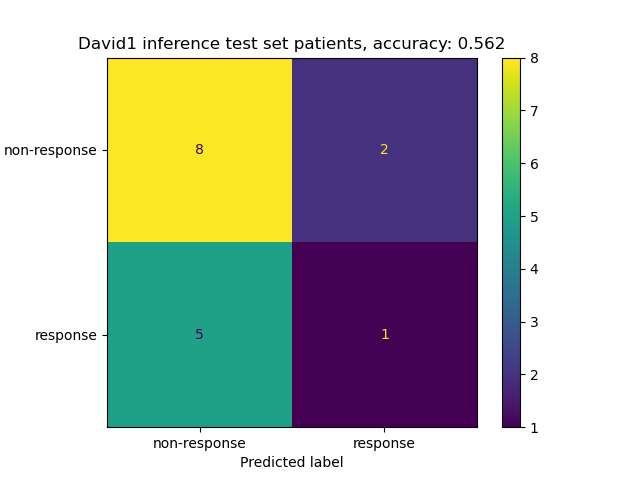 David1 inference test set patients, accuracy: 0.562
8
7
6
5
4
3
2
1
non-response
8 2
response
5 1
non-response response
Predicted label